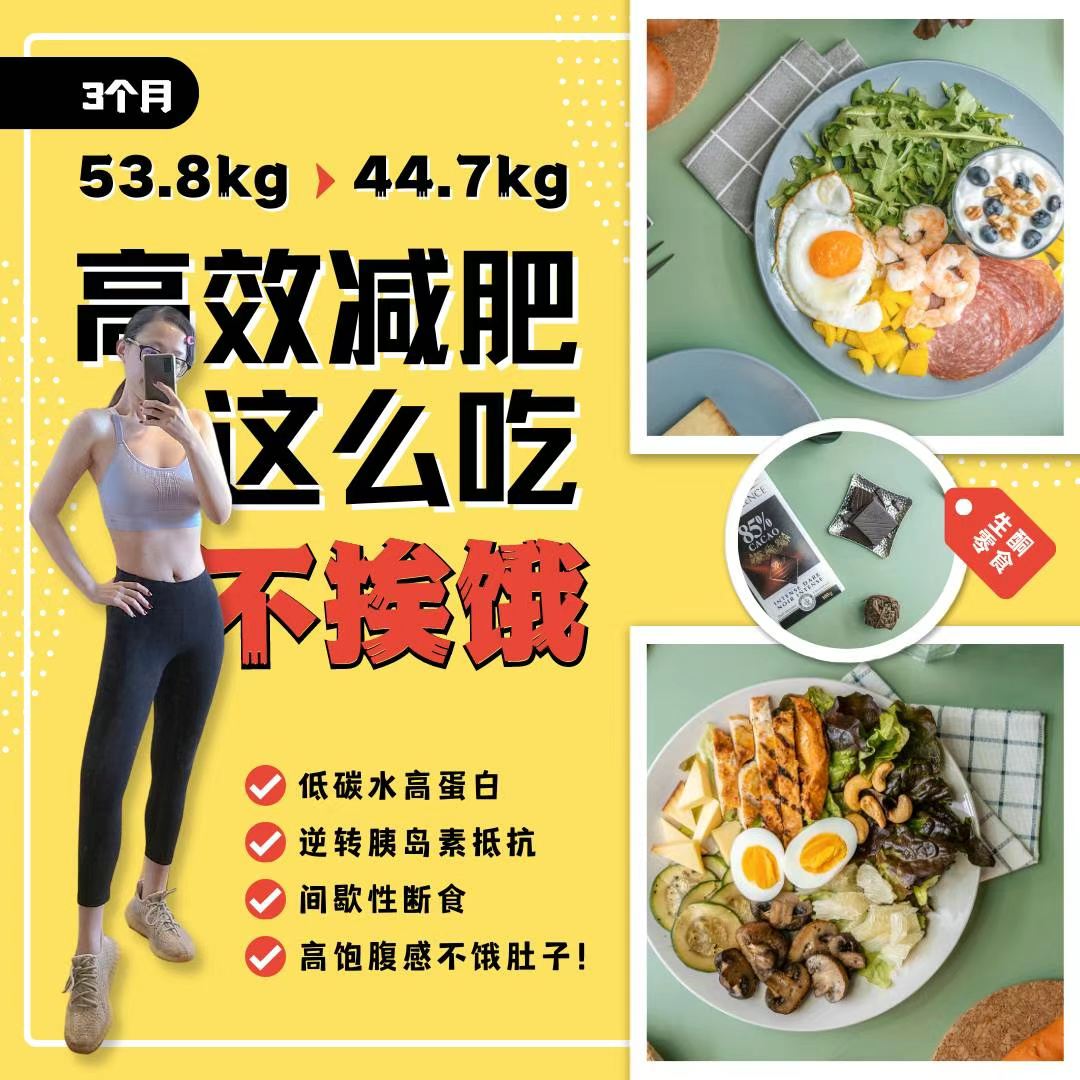 3个月
53.8kg 44.7kg
高效减肥
这么吃
不挨饿
低碳水高蛋白
逆转胰岛素抵抗
间歇性断食
高饱腹感不饿肚子!
生酮
零食
85%
CACAO
INTENSE DARK
NOIR INTENSE